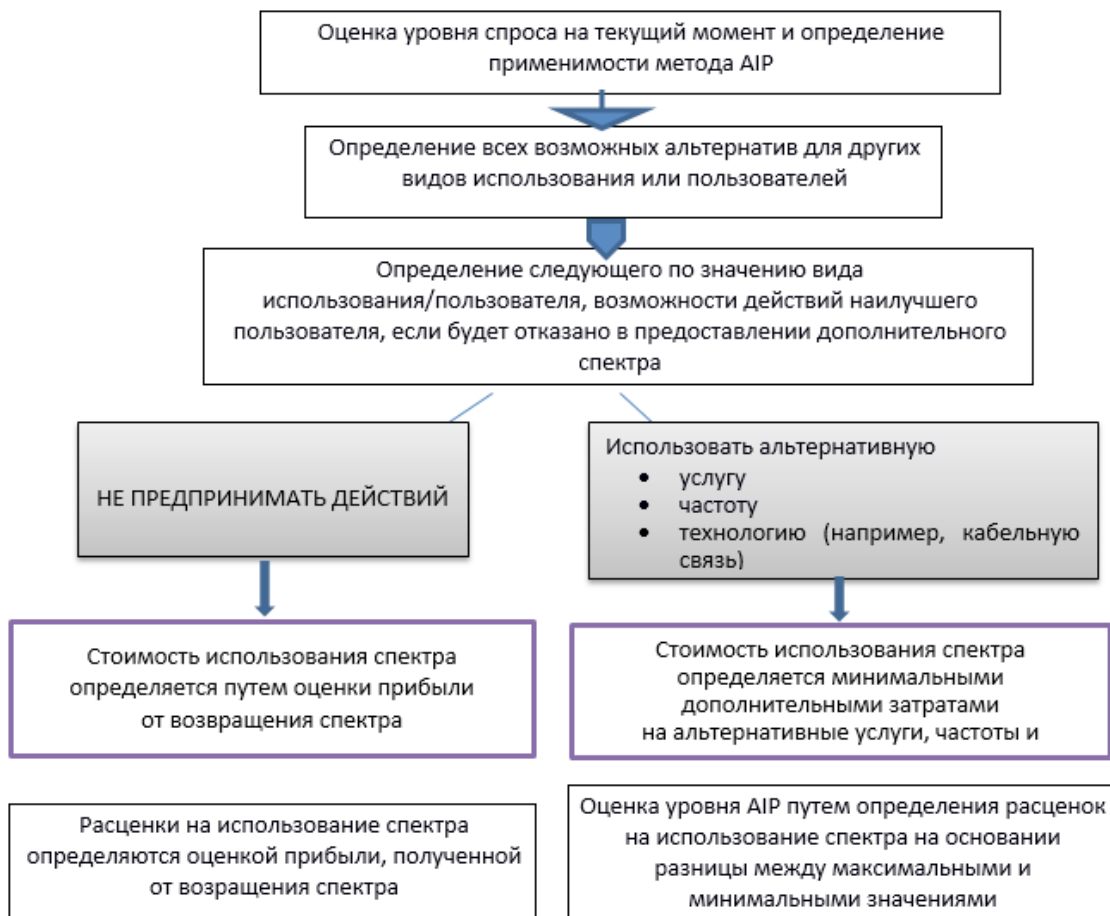 Оценка уровня спроса на текущий момент и определение
применимости метода AIP
Определение всех возможных альтернатив для других
видов использования или пользователей
Определение следующего по значению вида
использования/пользователя, возможности действий наилучшего
пользователя, если будет отказано в предоставлении дополнительного
спектра
НЕ ПРЕДПРИНИМАТЬ ДЕЙСТВИЙ
Использовать альтернативную
• услугу
• частоту
• технологию (например, кабельную
связь)
Стоимость использования спектра
определяется путем оценки прибыли
от возвращения спектра
Стоимость использования спектра
определяется минимальными
дополнительными затратами
на альтернативные услуги, частоты и
Расценки на использование спектра
определяются оценкой прибыли, полученной
от возращения спектра
Оценка уровня AIP путем определения расценок
на использование спектра на основании
разницы между максимальными и
минимальными значениями